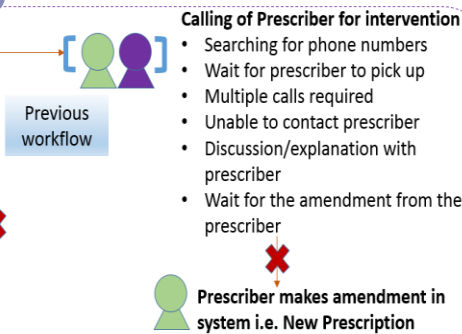 Calling of Prescriber for intervention
• Searching for phone numbers
• Wait for prescriber to pick up
• Multiple calls required
• Unable to contact prescriber
• Discussion/explanation with
prescriber
• Wait for the amendment from the
prescriber
Previous
workflow
Prescriber makes amendment in
system i.e. New Prescription